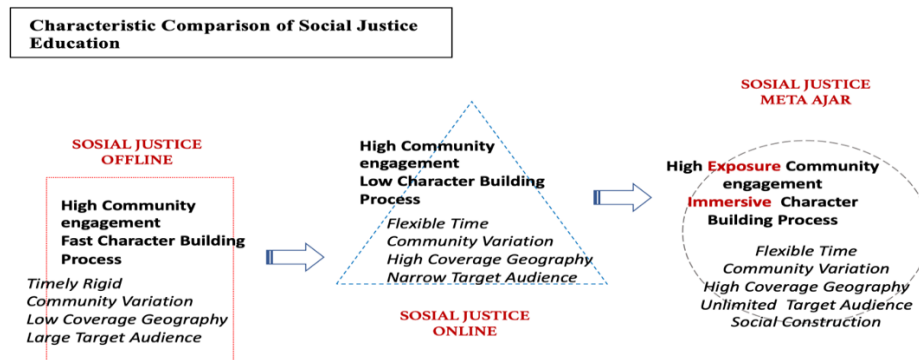 Characteristic Comparison of Social Justice
Education
SOSIAL JUSTICE
OFFLINE
High Community
engagement
Fast Character Building
Process
Timely Rigid
Community Variation
Low Coverage Geography
Large Target Audience
High Community
engagement
Low Character Building
Process
Flexible Time
Community Variation
High Coverage Geography
Narrow Target Audience
SOSIAL JUSTICE
ONLINE
SOSIAL JUSTICE
META AJAR
High Exposure Community
engagement
Immersive Character
Building Process
Flexible Time
Community Variation
High Coverage Geography
Unlimited Target Audience
Social Construction